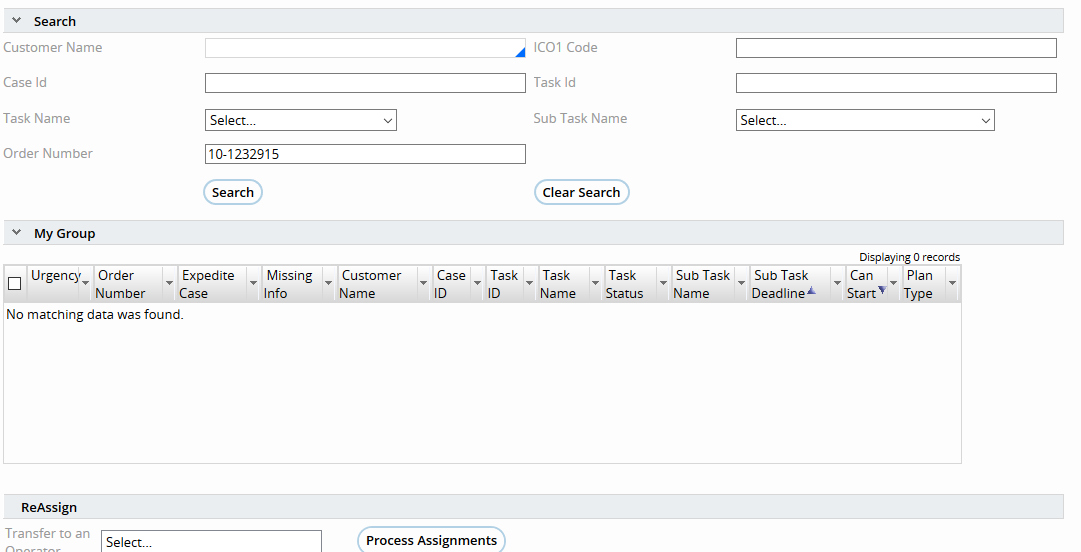 Search
Customer Name
ICO1 Code
Case Id
Task Id
Task Name Select...
Sub Task Name Select...
Order Number 10-1232915
Search Clear Search
My Group
Displaying 0 records
Urgency Order Number Expedite Case Missing Info Customer Name Case ID Task ID Task Name Task Status Sub Task Name Sub Task Deadline Can Start Plan Type
No matching data was found.
ReAssign
Transfer to an Operator Select... Process Assignments